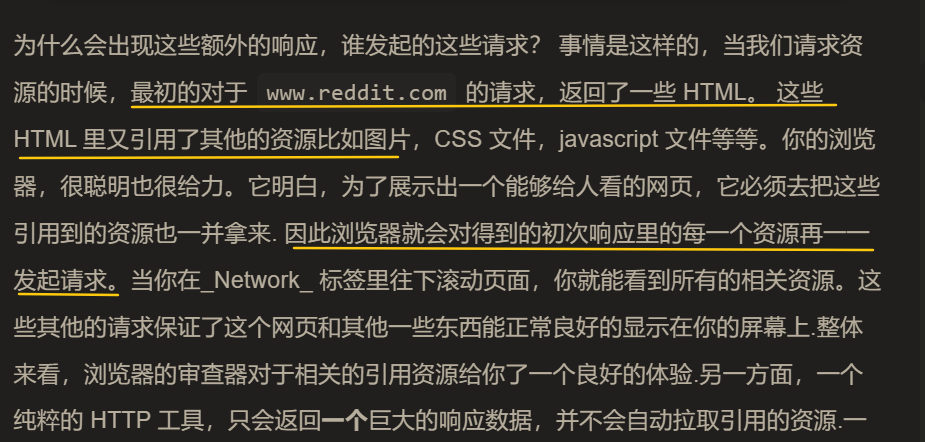 为什么会出现这些额外的响应，谁发起的这些请求？ 事情是这样的，当我们请求资
源的时候，最初的对于 www.reddit.com 的请求，返回了一些 HTML。 这些
HTML 里又引用了其他的资源比如图片，CSS 文件，javascript 文件等等。你的浏览
器，很聪明也很给力。它明白，为了展示出一个能够给人看的网页，它必须去把这些
引用到的资源也一并拿来. 因此浏览器就会对得到的初次响应里的每一个资源再一一
发起请求。当你在_Network_ 标签里往下滚动页面，你就能看到所有的相关资源。这
些其他的请求保证了这个网页和其他一些东西能正常良好的显示在你的屏幕上.整体
来看，浏览器的审查器对于相关的引用资源给你了一个良好的体验.另一方面，一个
纯粹的 HTTP 工具，只会返回一个巨大的响应数据，并不会自动拉取引用的资源.一